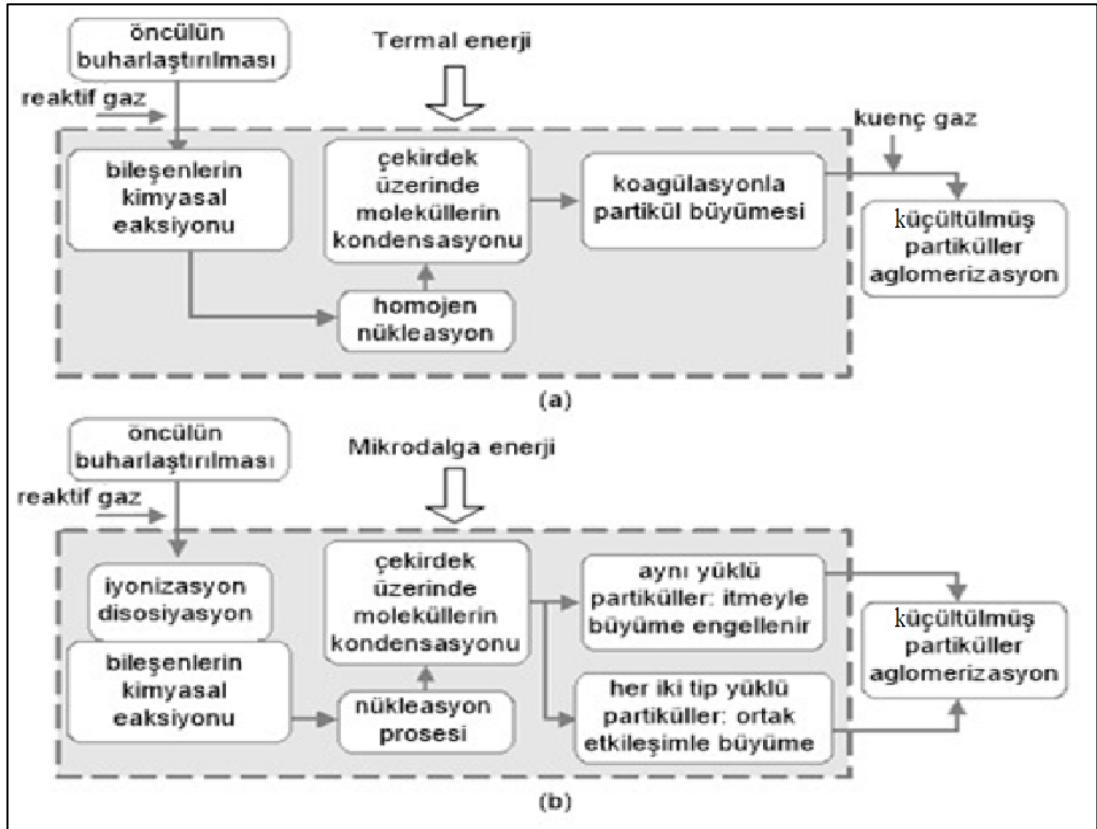 öncülün
buharlaştırılması
reaktif gaz
Termal enerji
kuenç gaz
bileşenlerin
kimyasal
eaksiyonu
çekirdek
üzerinde
moleküllerin
kondensasyonu
homojen
nükleasyon
koagülasyonla
partikül büyümesi
küçültülmüş
partiküller
aglomerizasyon
(a)
öncülün
buharlaştırılması
reaktif gaz
Mikrodalga enerji
iyonizasyon
disosiyasyon
bileşenlerin
kimyasal
eaksiyonu
çekirdek
üzerinde
moleküllerin
kondensasyonu
nükleasyon
prosesi
aynı yüklü
partiküller: itmeyle
büyüme engellenir
her iki tip yüklü
partiküller: ortak
etkileşimle büyüme
küçültülmüş
partiküller
aglomerizasyon
(b)